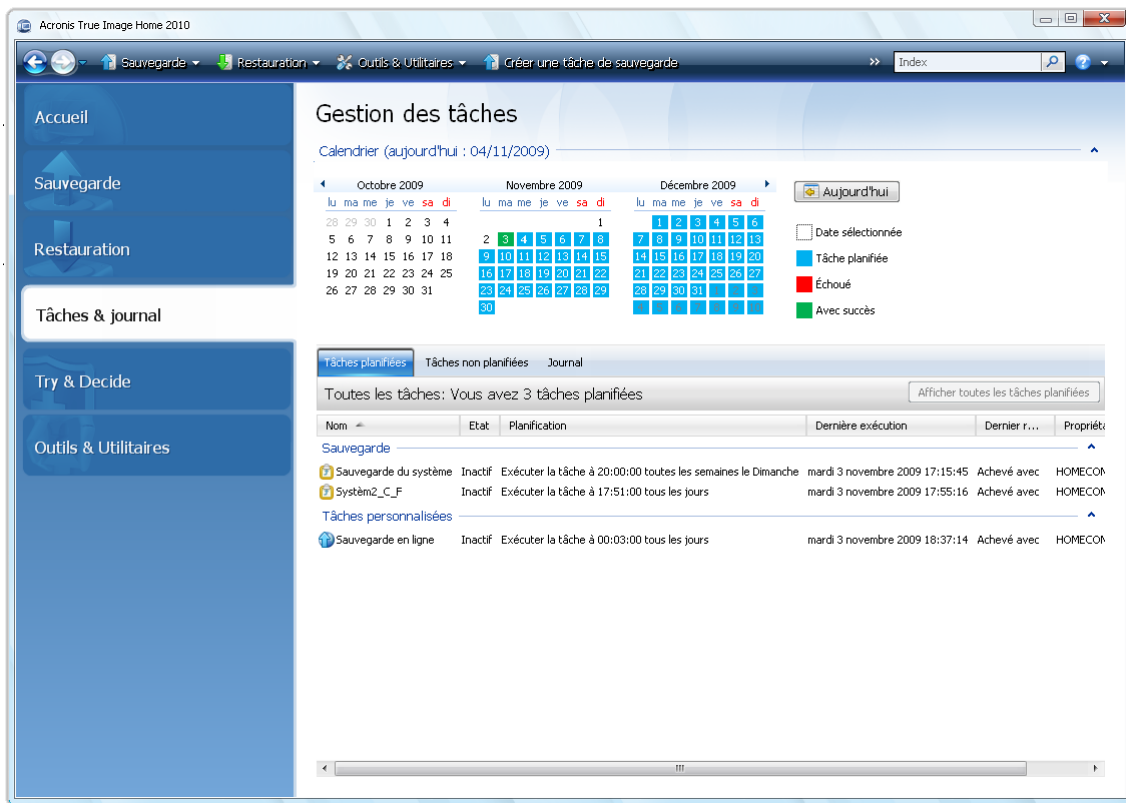 Acronis True Image Home 2010
Sauvegarde Restauration Outils & Utilitaires Créer une tâche de sauvegarde Index
Accueil
Sauvegarde
Restauration
Tâches & journal
Try & Decide
Outils & Utilitaires
Gestion des tâches
Calendrier (aujourd'hui : 04/11/2009)
Octobre 2009
lu ma me je ve sa di
28 29 30 1 2 3 4
5 6 7 8 9 10 11
12 13 14 15 16 17 18
19 20 21 22 23 24 25
26 27 28 29 30 31
Novembre 2009
lu ma me je ve sa di
1
2 3 4 5 6 7 8
9 10 11 12 13 14 15
16 17 18 19 20 21 22
23 24 25 26 27 28 29
30
Décembre 2009
lu ma me je ve sa di
1 2 3 4 5 6
7 8 9 10 11 12 13
14 15 16 17 18 19 20
21 22 23 24 25 26 27
28 29 30 31
Aujourd'hui
Date sélectionnée
Tâche planifiée
Échoué
Avec succès
Tâches planifiées Tâches non planifiées Journal
Toutes les tâches: Vous avez 3 tâches planifiées Afficher toutes les tâches planifiées
Nom Etat Planification Dernière exécution Dernier r... Propriéta
Sauvegarde
Sauvegarde du système Inactif Exécuter la tâche à 20:00:00 toutes les semaines le Dimanche mardi 3 novembre 2009 17:15:45 Achevé avec HOMECON
Systèm2_C_F Inactif Exécuter la tâche à 17:51:00 tous les jours mardi 3 novembre 2009 17:55:16 Achevé avec HOMECON
Tâches personnalisées
Sauvegarde en ligne Inactif Exécuter la tâche à 00:03:00 tous les jours mardi 3 novembre 2009 18:37:14 Achevé avec HOMECON